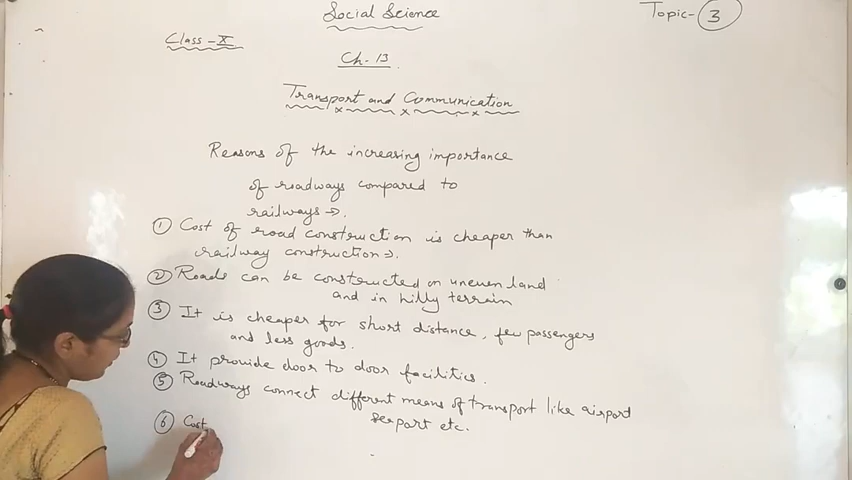 Social Science
Topic- 3
Class-X
Ch-13
Transport and Communication
Reasons of the increasing importance
of roadways compared to
railways →.
① Cost of road construction is cheaper than
railway construction →.
② Roads can be constructed on uneven land
and in hilly terrain
③ It is cheaper for short distance, few passengers
and less goods.
④ It provide door to door facilities.
⑤ Roadways connect different means of transport like airport
seaport etc.
⑥ Cost